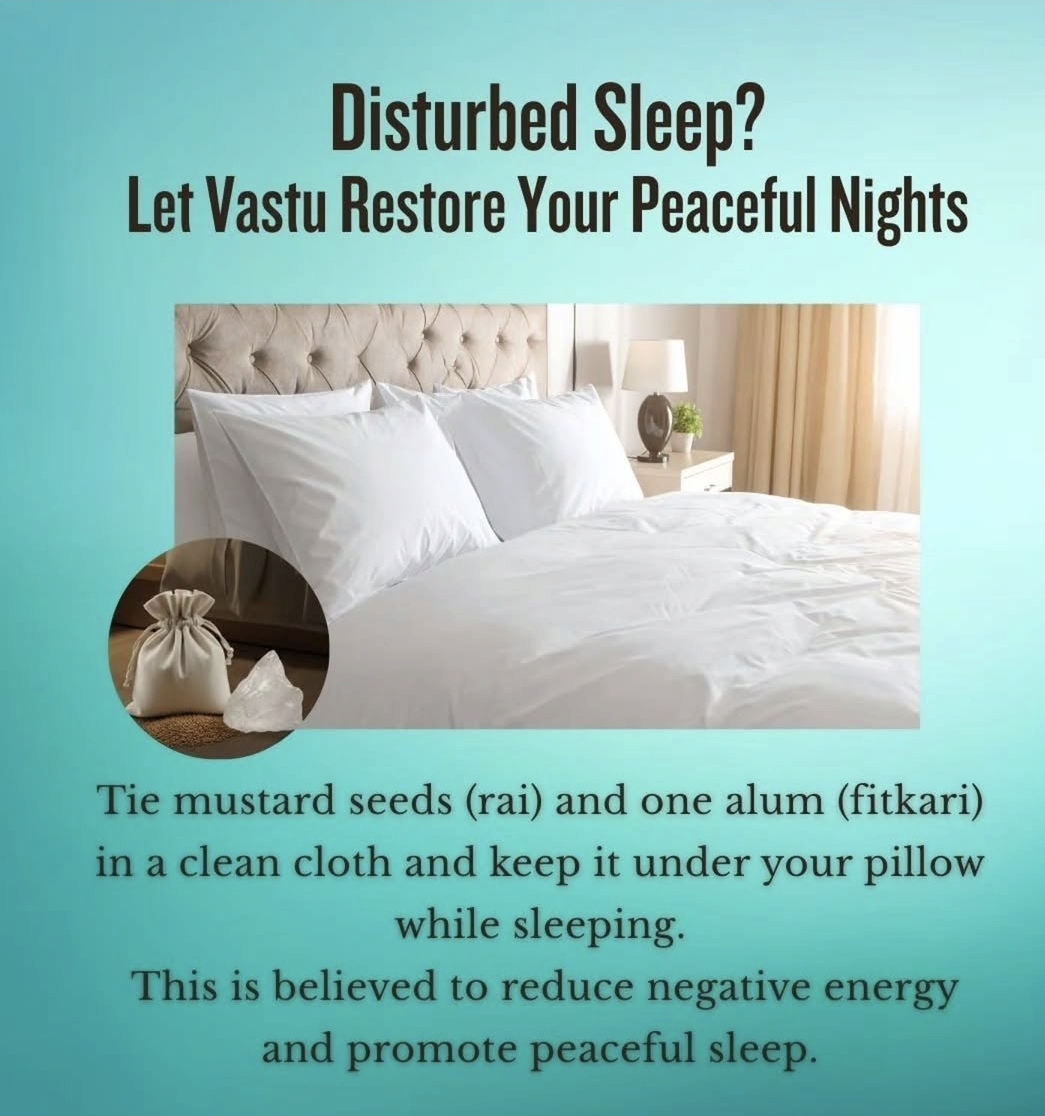 Disturbed Sleep?
Let Vastu Restore Your Peaceful Nights
Tie mustard seeds (rai) and one alum (fitkari)
in a clean cloth and keep it under your pillow
while sleeping.
This is believed to reduce negative energy
and promote peaceful sleep.